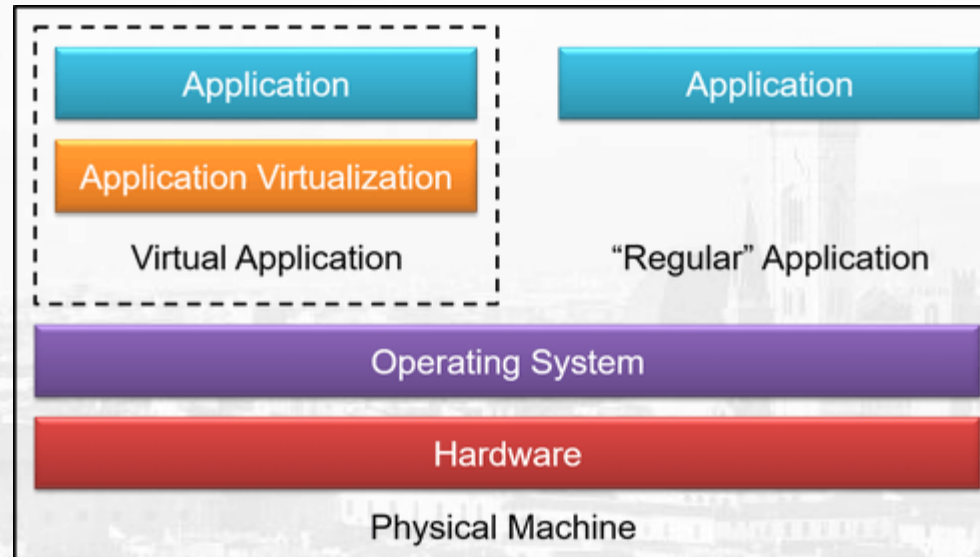 Application
Application
Application Virtualization
Virtual Application
“Regular” Application
Operating System
Hardware
Physical Machine